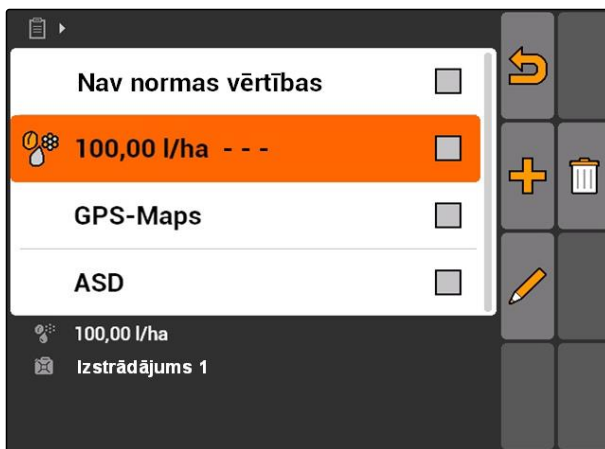 Nav normas vērtības
100,00 l/ha - - -
GPS-Maps
ASD
100,00 l/ha
Izstrādājums 1